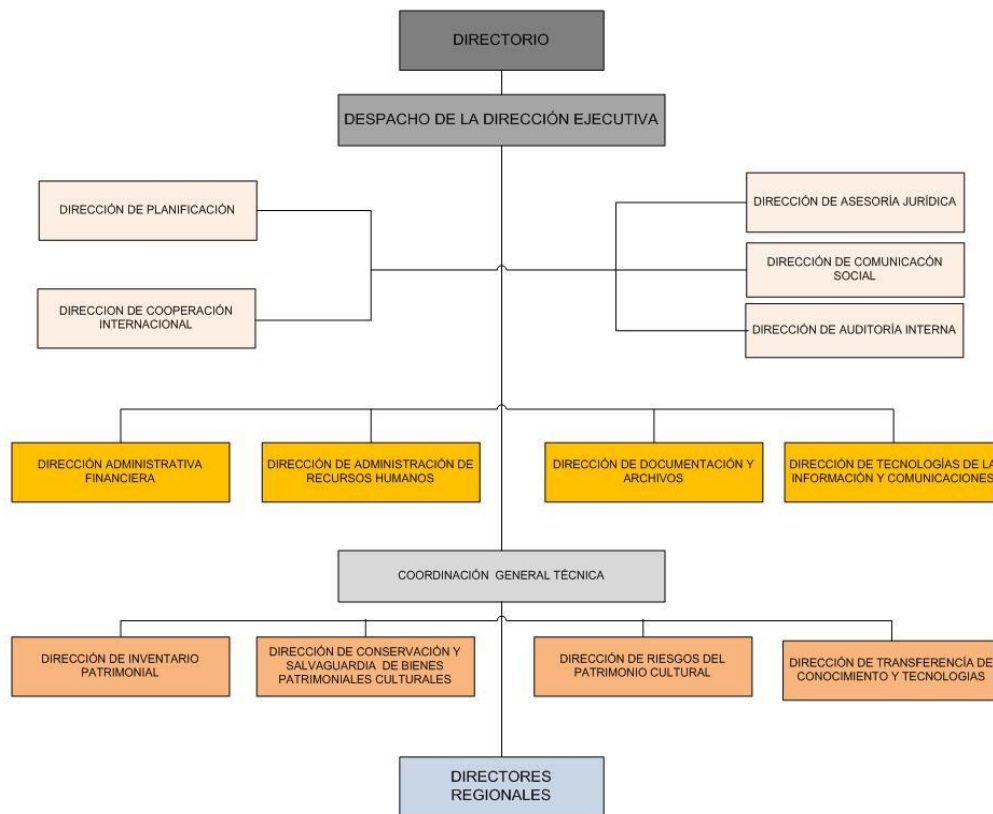 DIRECTORIO
DESPACHO DE LA DIRECCIÓN EJECUTIVA
DIRECCIÓN DE PLANIFICACIÓN
DIRECCION DE COOPERACIÓN
INTERNACIONAL
DIRECCIÓN DE ASESORÍA JURÍDICA
DIRECCIÓN DE COMUNICACÓN
SOCIAL
DIRECCIÓN DE AUDITORÍA INTERNA
DIRECCIÓN ADMINISTRATIVA
FINANCIERA
DIRECCIÓN DE ADMINISTRACIÓN DE
RECURSOS HUMANOS
DIRECCIÓN DE DOCUMENTACIÓN Y
ARCHIVOS
DIRECCIÓN DE TECNOLOGÍAS DE LA
INFORMACIÓN Y COMUNICACIONES
COORDINACIÓN GENERAL TÉCNICA
DIRECCIÓN DE INVENTARIO
PATRIMONIAL
DIRECCIÓN DE CONSERVACIÓN Y
SALVAGUARDIA DE BIENES
PATRIMONIALES CULTURALES
DIRECCIÓN DE RIESGOS DEL
PATRIMONIO CULTURAL
DIRECCIÓN DE TRANSFERENCÍA DE
CONOCIMIENTO Y TECNOLOGIAS
DIRECTORES
REGIONALES